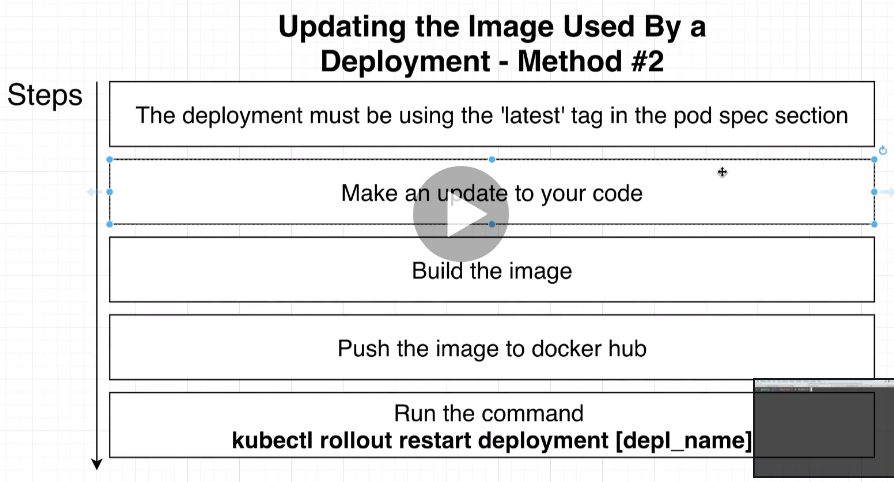 Updating the Image Used By a
Deployment - Method #2
Steps
The deployment must be using the 'latest' tag in the pod spec section
Make an update to your code
Build the image
Push the image to docker hub
Run the command
kubectl rollout restart deployment [depl_name]